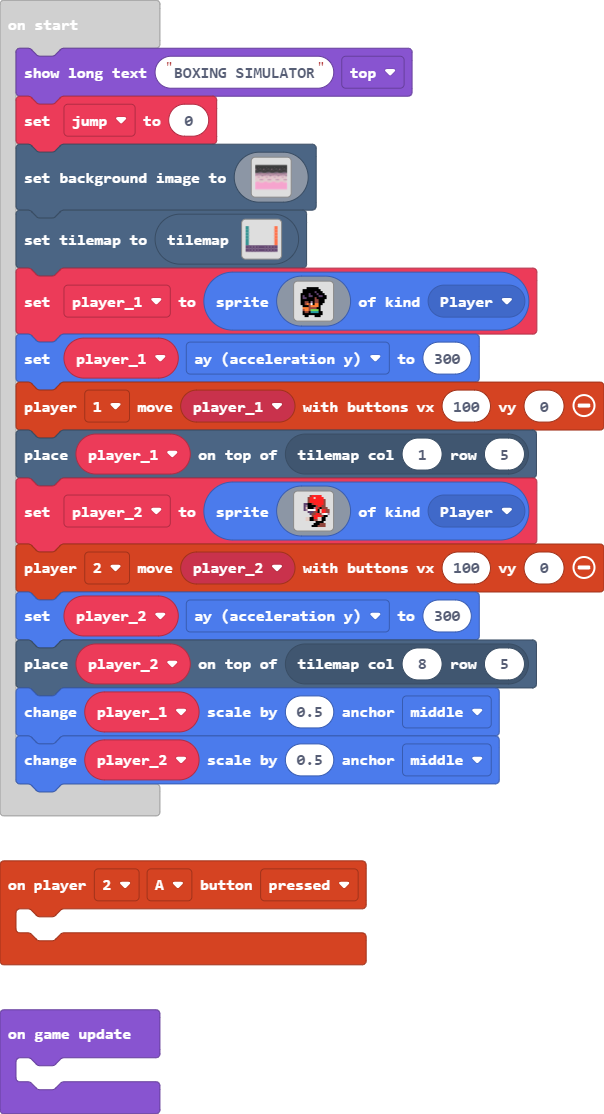 on start
show long text "BOXING SIMULATOR" top
set jump to 0
set background image to
set tilemap to tilemap
set player_1 to sprite of kind Player
set player_1 ay (acceleration y) to 300
player 1 move player_1 with buttons vx 100 vy 0
place player_1 on top of tilemap col 1 row 5
set player_2 to sprite of kind Player
player 2 move player_2 with buttons vx 100 vy 0
set player_2 ay (acceleration y) to 300
place player_2 on top of tilemap col 8 row 5
change player_1 scale by 0.5 anchor middle
change player_2 scale by 0.5 anchor middle
on player 2 A button pressed
on game update